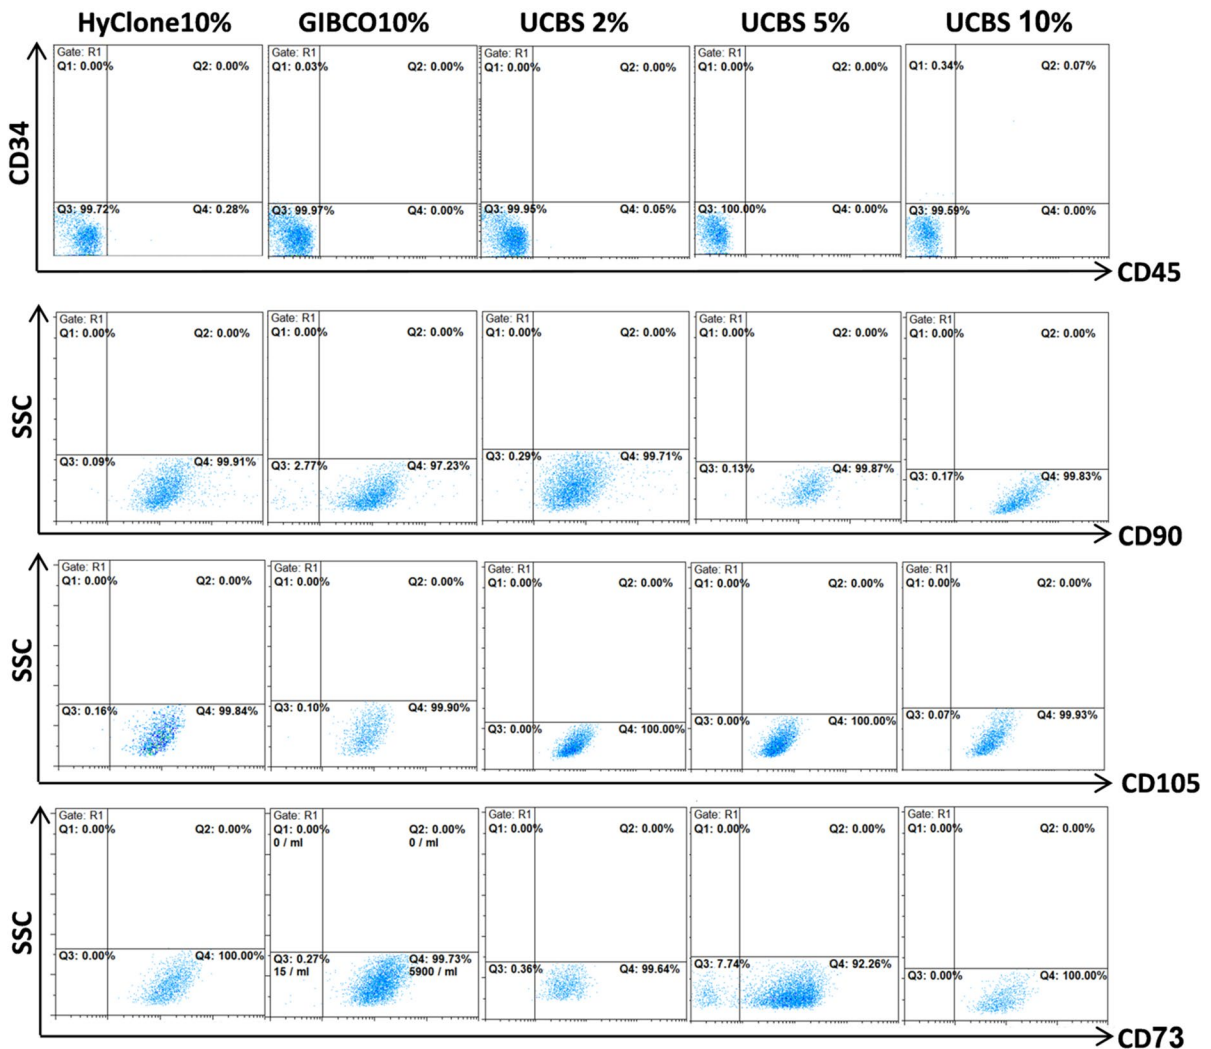 HyClone10% GIBCO10% UCBS 2% UCBS 5% UCBS 10%
CD34
Gate: R1 Gate: R1 Gate: R1 Gate: R1 Gate: R1
Q1: 0.00% Q2: 0.00% Q1: 0.03% Q2: 0.00% Q1: 0.00% Q2: 0.00% Q1: 0.00% Q2: 0.00% Q1: 0.34% Q2: 0.07%
Q3: 99.72% Q4: 0.28% Q3: 99.97% Q4: 0.00% Q3: 99.95% Q4: 0.05% Q3: 100.00% Q4: 0.00% Q3: 99.59% Q4: 0.00%
CD45
SSC
Gate: R1 Gate: R1 Gate: R1 Gate: R1 Gate: R1
Q1: 0.00% Q2: 0.00% Q1: 0.00% Q2: 0.00% Q1: 0.00% Q2: 0.00% Q1: 0.00% Q2: 0.00% Q1: 0.00% Q2: 0.00%
Q3: 0.09% Q4: 99.91% Q3: 2.77% Q4: 97.23% Q3: 0.29% Q4: 99.71% Q3: 0.13% Q4: 99.87% Q3: 0.17% Q4: 99.83%
CD90
SSC
Gate: R1 Gate: R1 Gate: R1 Gate: R1 Gate: R1
Q1: 0.00% Q2: 0.00% Q1: 0.00% Q2: 0.00% Q1: 0.00% Q2: 0.00% Q1: 0.00% Q2: 0.00% Q1: 0.00% Q2: 0.00%
Q3: 0.16% Q4: 99.84% Q3: 0.10% Q4: 99.90% Q3: 0.00% Q4: 100.00% Q3: 0.00% Q4: 100.00% Q3: 0.07% Q4: 99.93%
CD105
SSC
Gate: R1 Gate: R1 Gate: R1 Gate: R1 Gate: R1
Q1: 0.00% Q2: 0.00% Q1: 0.00% Q2: 0.00% Q1: 0.00% Q2: 0.00% Q1: 0.00% Q2: 0.00% Q1: 0.00% Q2: 0.00%
0 / ml 0 / ml
Q3: 0.00% Q4: 100.00% Q3: 0.27% Q4: 99.73% Q3: 0.36% Q4: 99.64% Q3: 7.74% Q4: 92.26% Q3: 0.00% Q4: 100.00%
15 / ml 5900 / ml
CD73